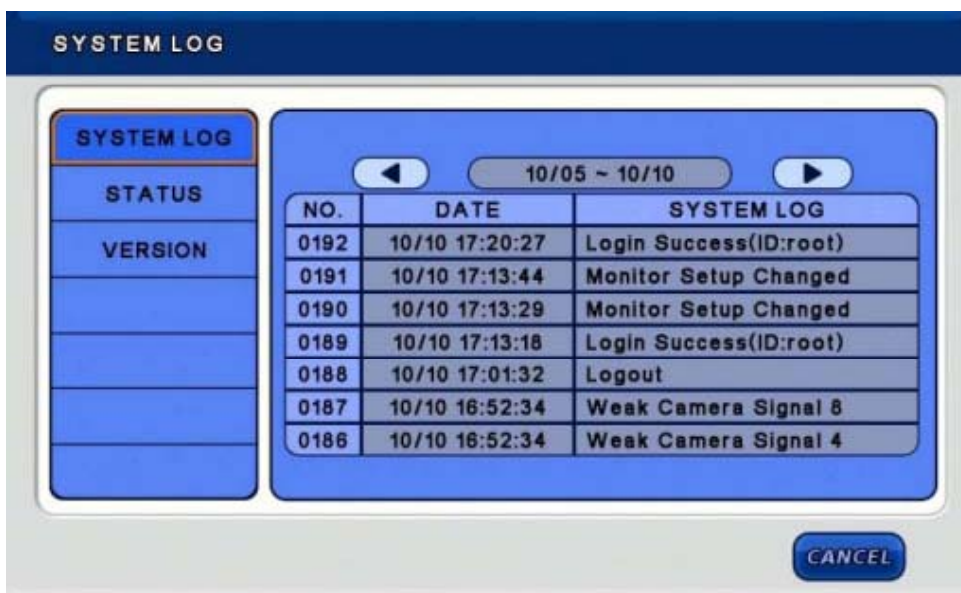 SYSTEM LOG
SYSTEM LOG
STATUS
VERSION
10/05 ~ 10/10
NO. DATE SYSTEM LOG
0192 10/10 17:20:27 Login Success(ID:root)
0191 10/10 17:13:44 Monitor Setup Changed
0190 10/10 17:13:29 Monitor Setup Changed
0189 10/10 17:13:18 Login Success(ID:root)
0188 10/10 17:01:32 Logout
0187 10/10 16:52:34 Weak Camera Signal 8
0186 10/10 16:52:34 Weak Camera Signal 4
CANCEL